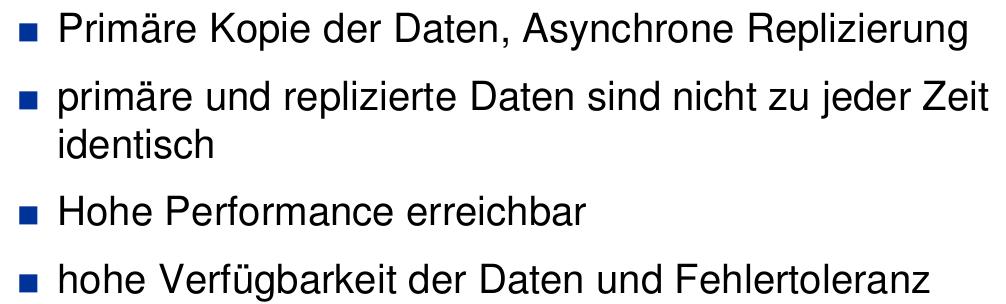 Primäre Kopie der Daten, Asynchrone Replizierung
primäre und replizierte Daten sind nicht zu jeder Zeit
identisch
Hohe Performance erreichbar
hohe Verfügbarkeit der Daten und Fehlertoleranz